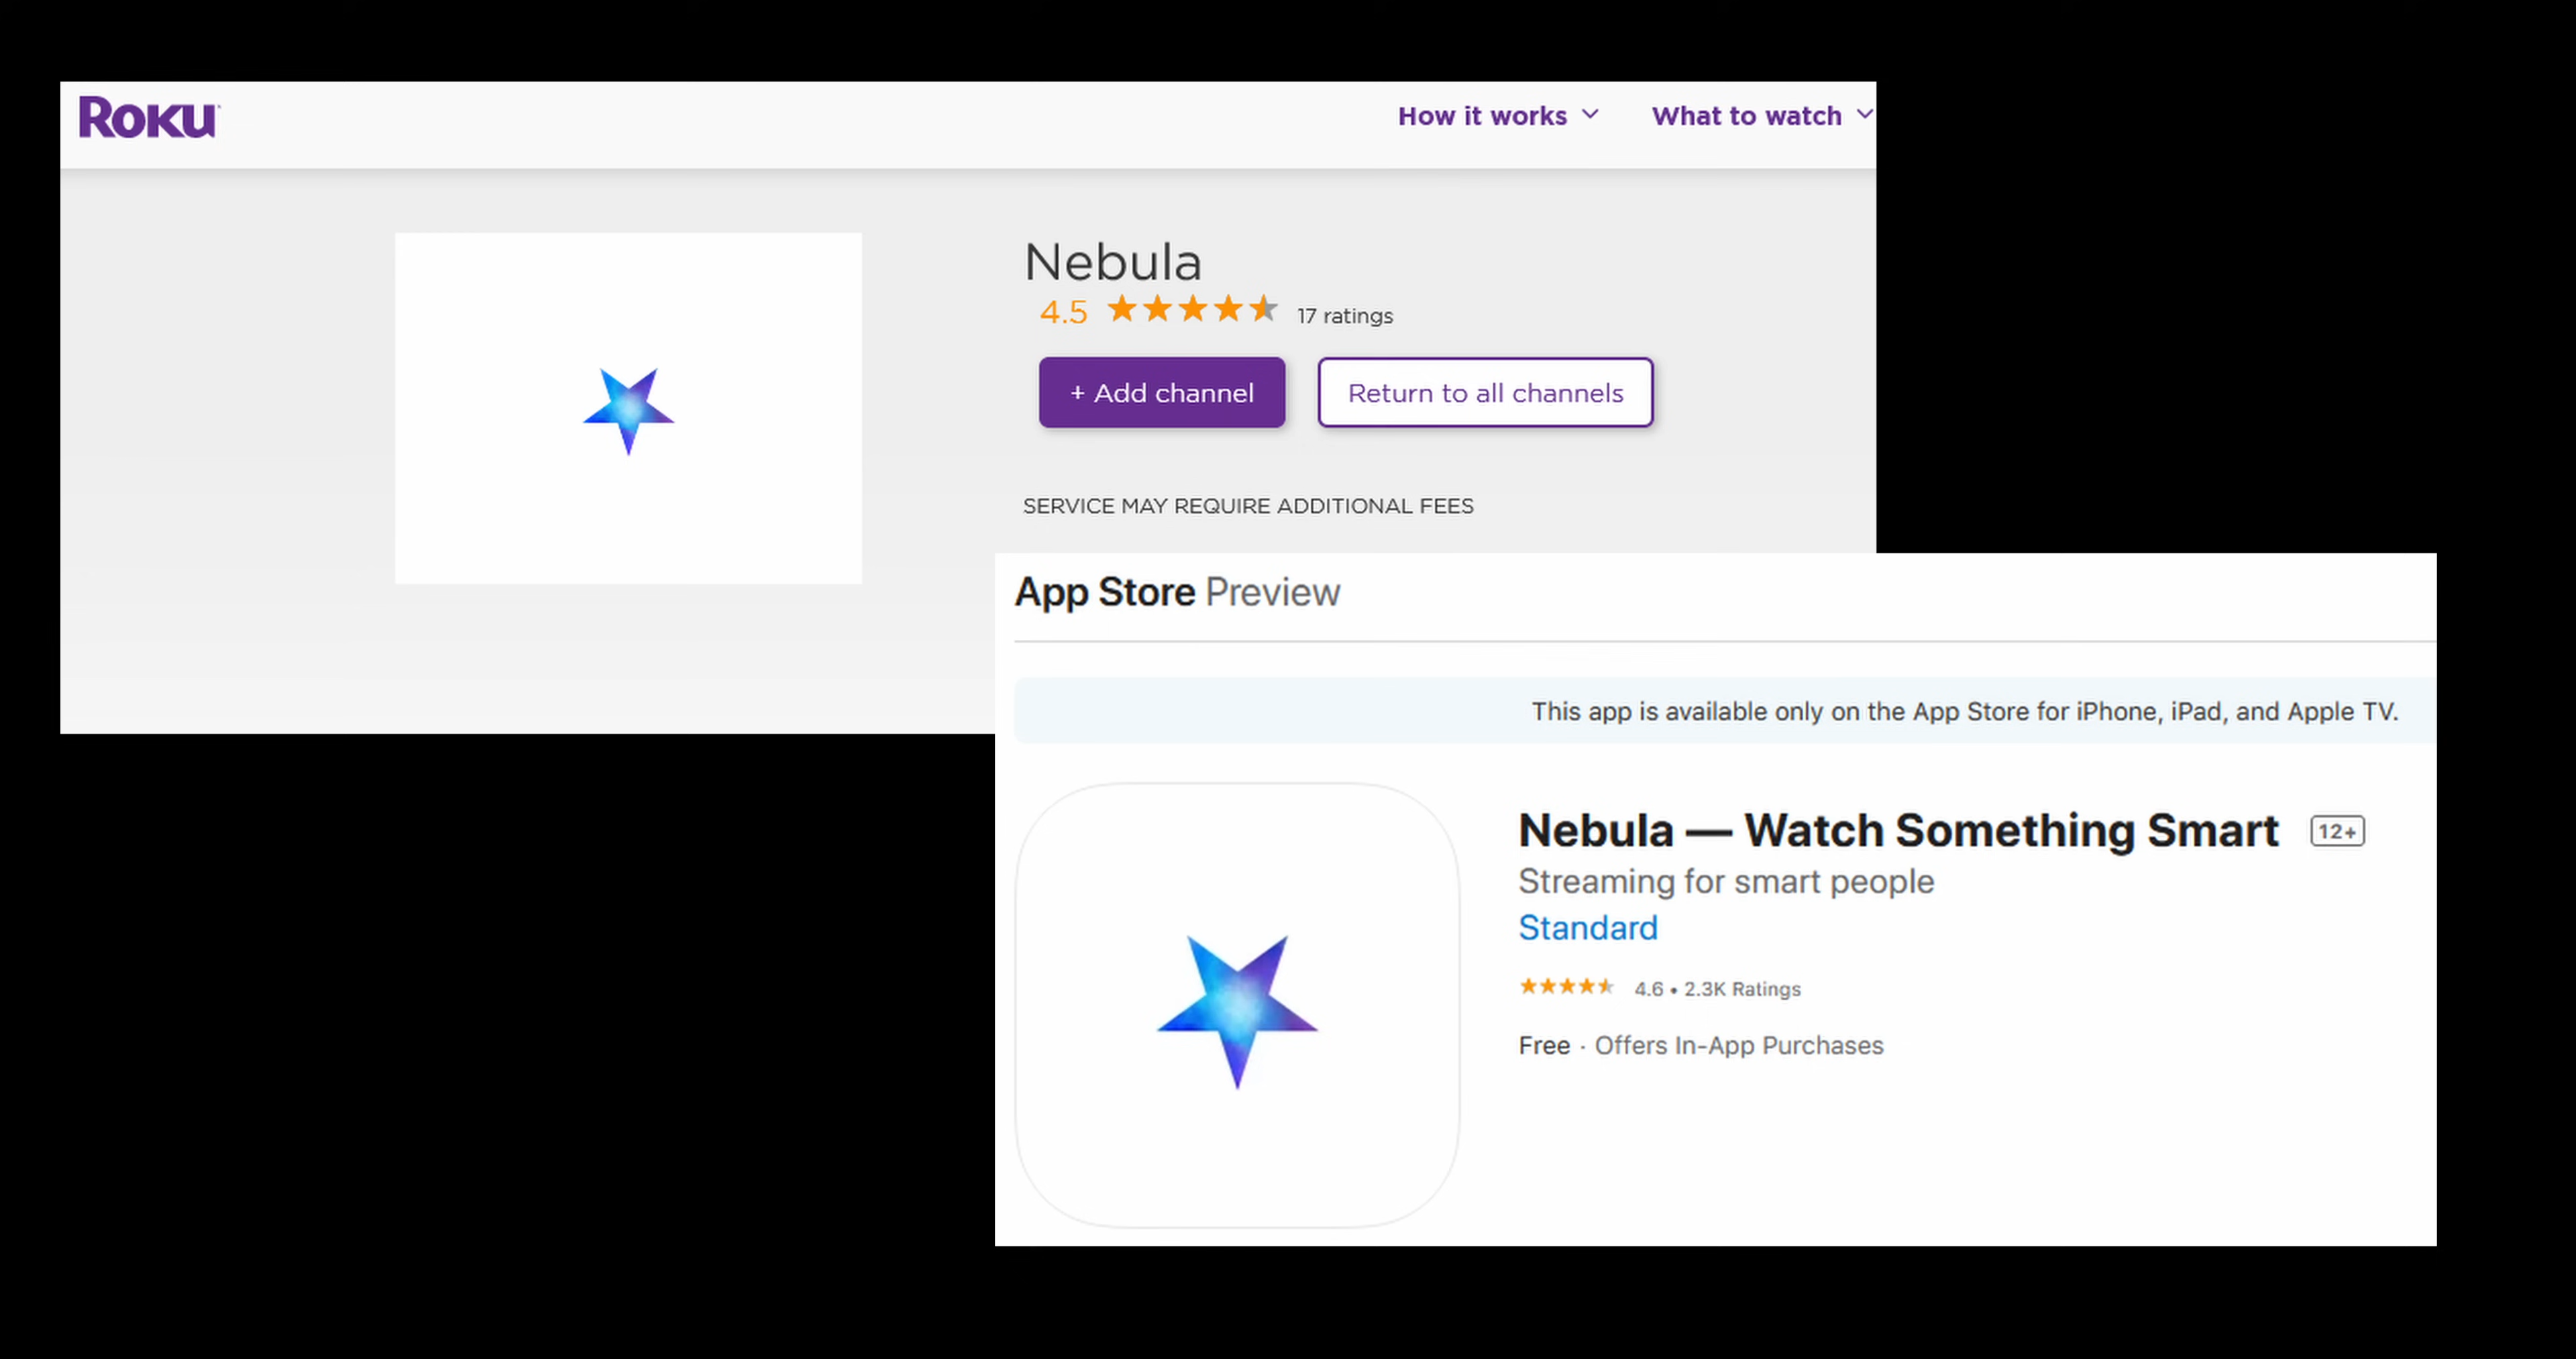 Roku
How it works
What to watch
Nebula
4.5 17 ratings
+ Add channel
Return to all channels
SERVICE MAY REQUIRE ADDITIONAL FEES
App Store Preview
This app is available only on the App Store for iPhone, iPad, and Apple TV.
Nebula — Watch Something Smart 12+
Streaming for smart people
Standard
4.6 • 2.3K Ratings
Free · Offers In-App Purchases